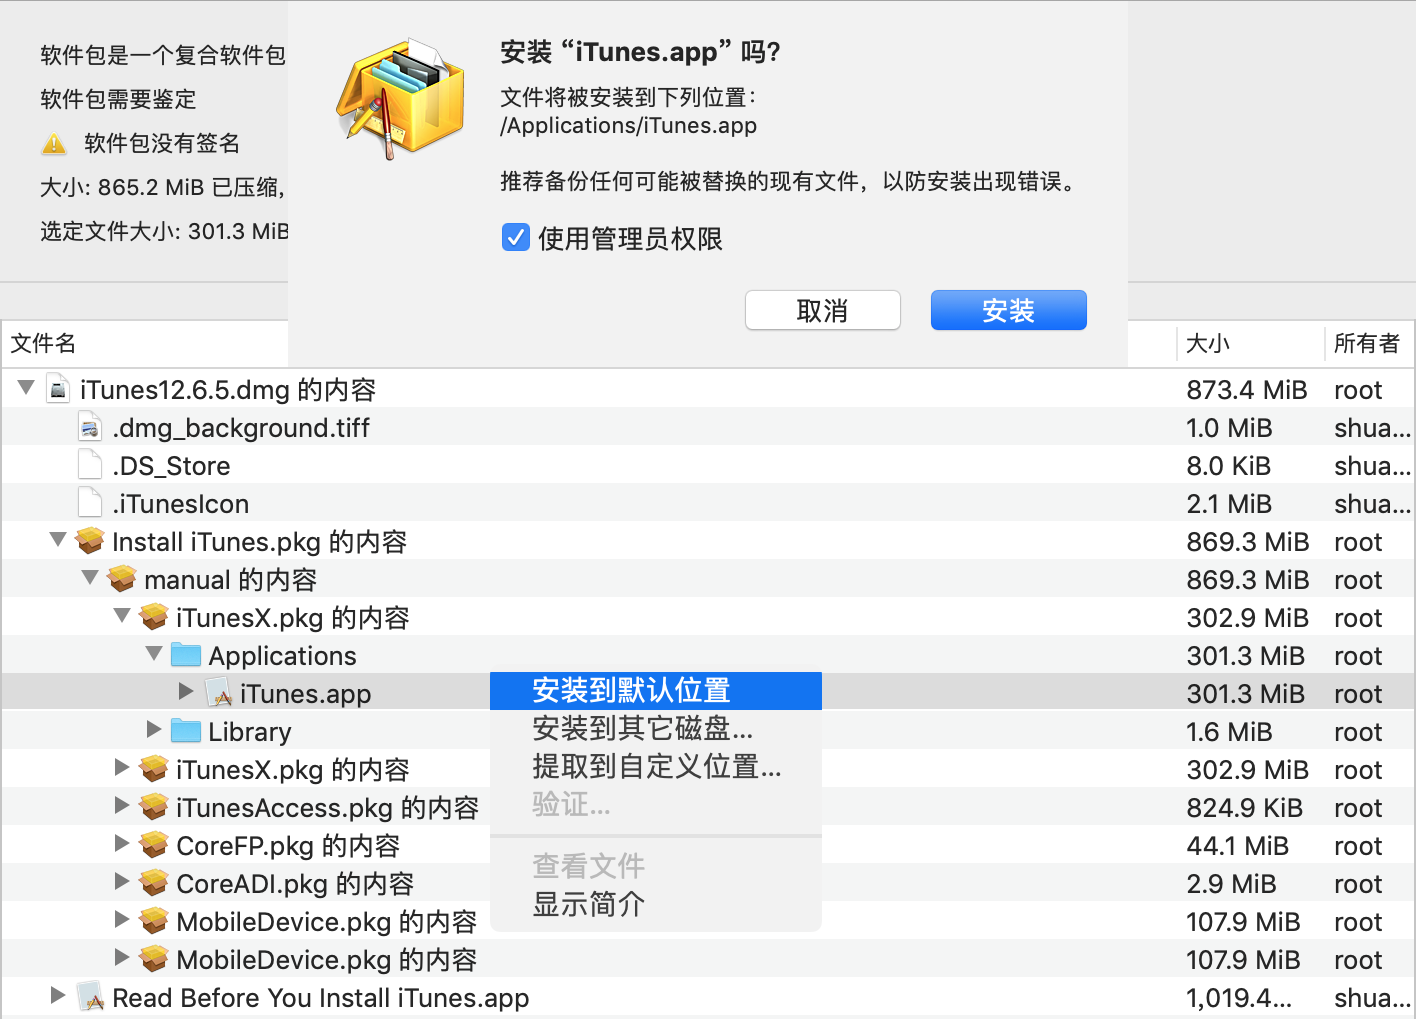 软件包是一个复合软件包
软件包需要鉴定
软件包没有签名
大小: 865.2 MiB 已压缩,
选定文件大小: 301.3 MiB
安装 “iTunes.app” 吗？
文件将被安装到下列位置：
/Applications/iTunes.app
推荐备份任何可能被替换的现有文件，以防安装出现错误。
使用管理员权限
取消 安装
文件名 大小 所有者
iTunes12.6.5.dmg 的内容 873.4 MiB root
.dmg_background.tiff 1.0 MiB shua...
.DS_Store 8.0 KiB shua...
.iTunesIcon 2.1 MiB shua...
Install iTunes.pkg 的内容 869.3 MiB root
manual 的内容 869.3 MiB root
iTunesX.pkg 的内容 302.9 MiB root
Applications 301.3 MiB root
iTunes.app 301.3 MiB root
Library 1.6 MiB root
iTunesX.pkg 的内容 302.9 MiB root
iTunesAccess.pkg 的内容 824.9 KiB root
CoreFP.pkg 的内容 44.1 MiB root
CoreADI.pkg 的内容 2.9 MiB root
MobileDevice.pkg 的内容 107.9 MiB root
MobileDevice.pkg 的内容 107.9 MiB root
Read Before You Install iTunes.app 1,019.4... shua...
安装到默认位置
安装到其它磁盘...
提取到自定义位置...
验证...
查看文件
显示简介